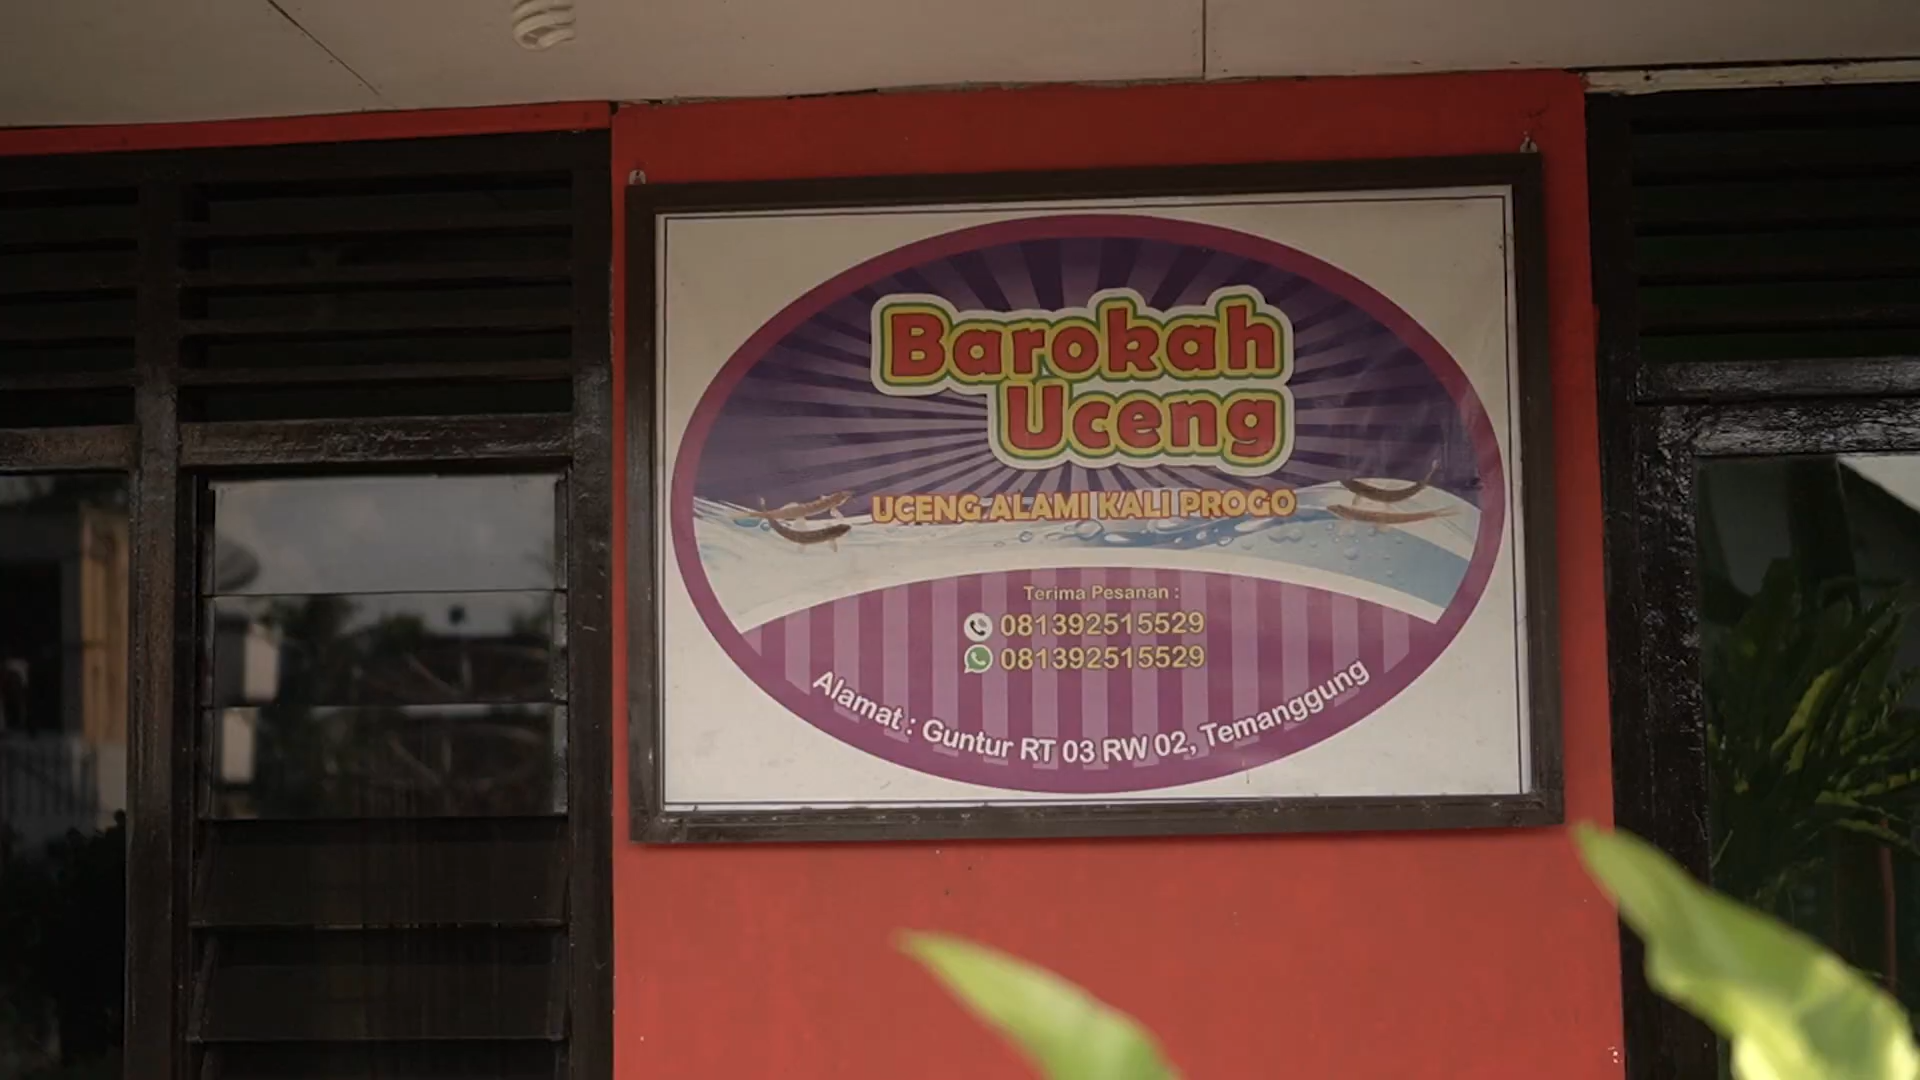 Barokah
Uceng
UCENG ALAMI KALI PROGO
Terima Pesanan :
081392515529
081392515529
Alamat : Guntur RT 03 RW 02, Temanggung